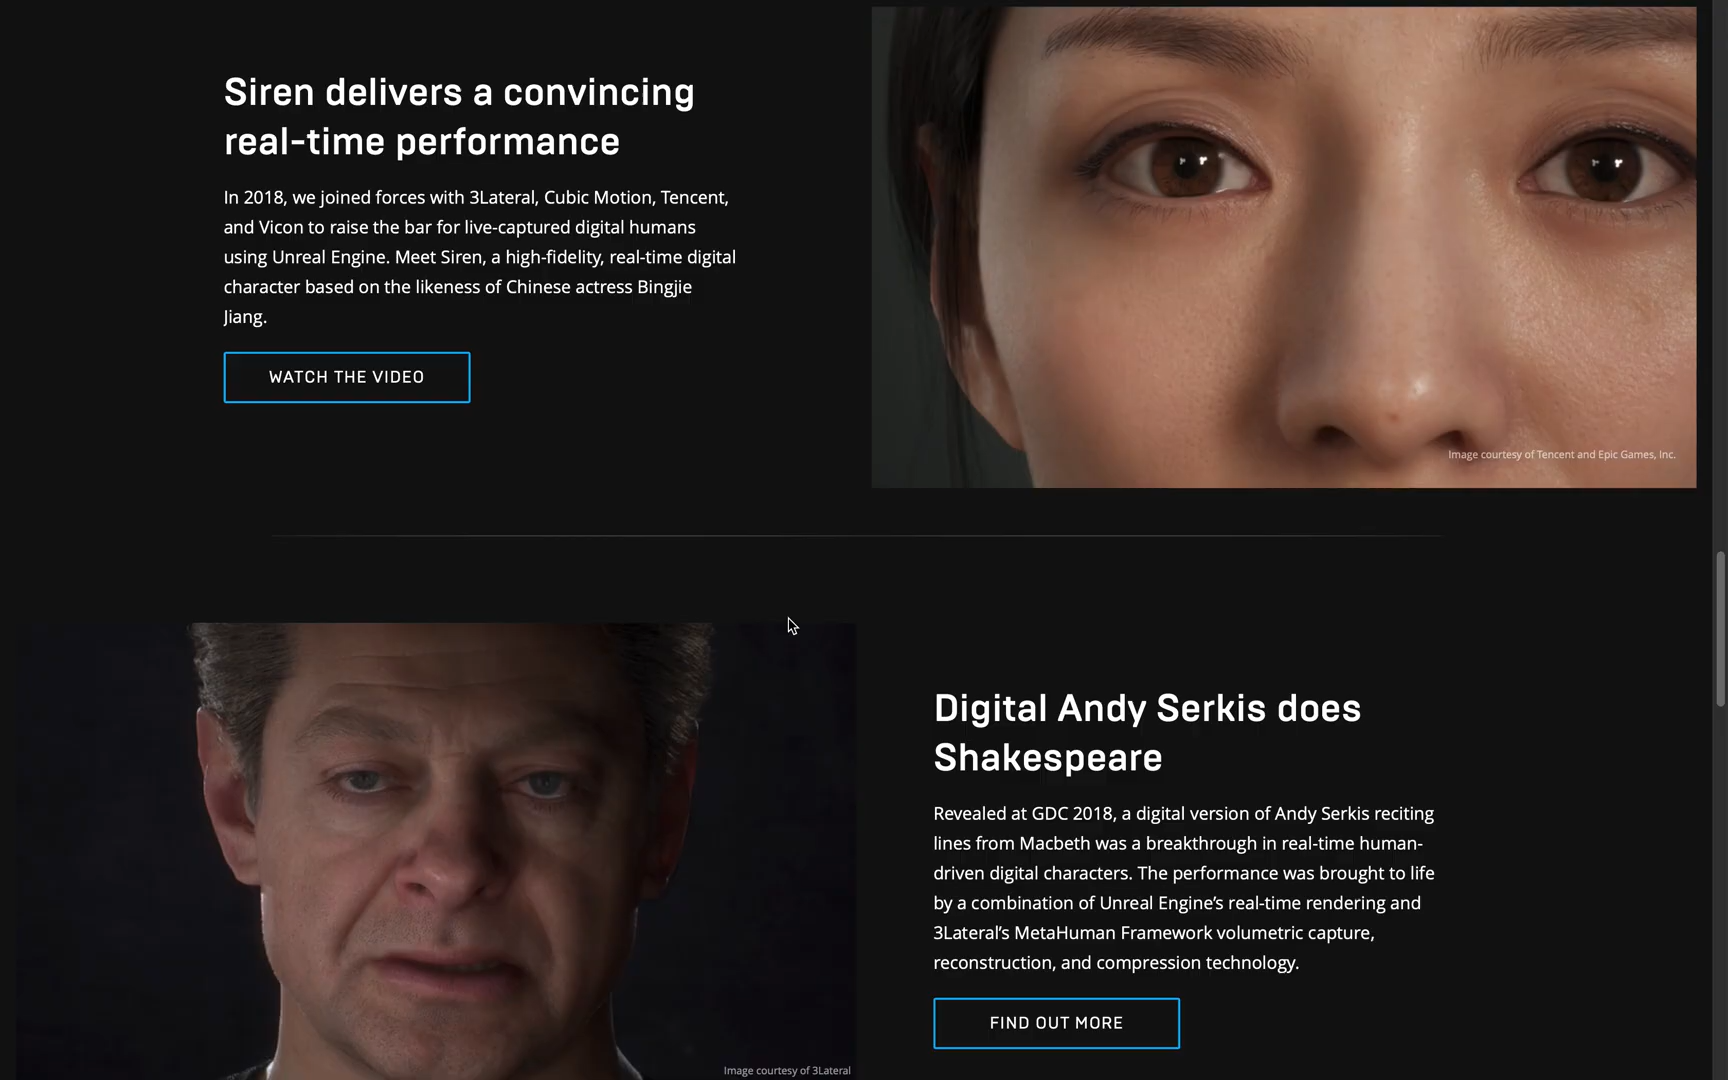 Siren delivers a convincing
real-time performance
In 2018, we joined forces with 3Lateral, Cubic Motion, Tencent,
and Vicon to raise the bar for live-captured digital humans
using Unreal Engine. Meet Siren, a high-fidelity, real-time digital
character based on the likeness of Chinese actress Bingjie
Jiang.
WATCH THE VIDEO
Image courtesy of Tencent and Epic Games, Inc.
Digital Andy Serkis does
Shakespeare
Revealed at GDC 2018, a digital version of Andy Serkis reciting
lines from Macbeth was a breakthrough in real-time human-
driven digital characters. The performance was brought to life
by a combination of Unreal Engine’s real-time rendering and
3Lateral’s MetaHuman Framework volumetric capture,
reconstruction, and compression technology.
FIND OUT MORE
Image courtesy of 3Lateral